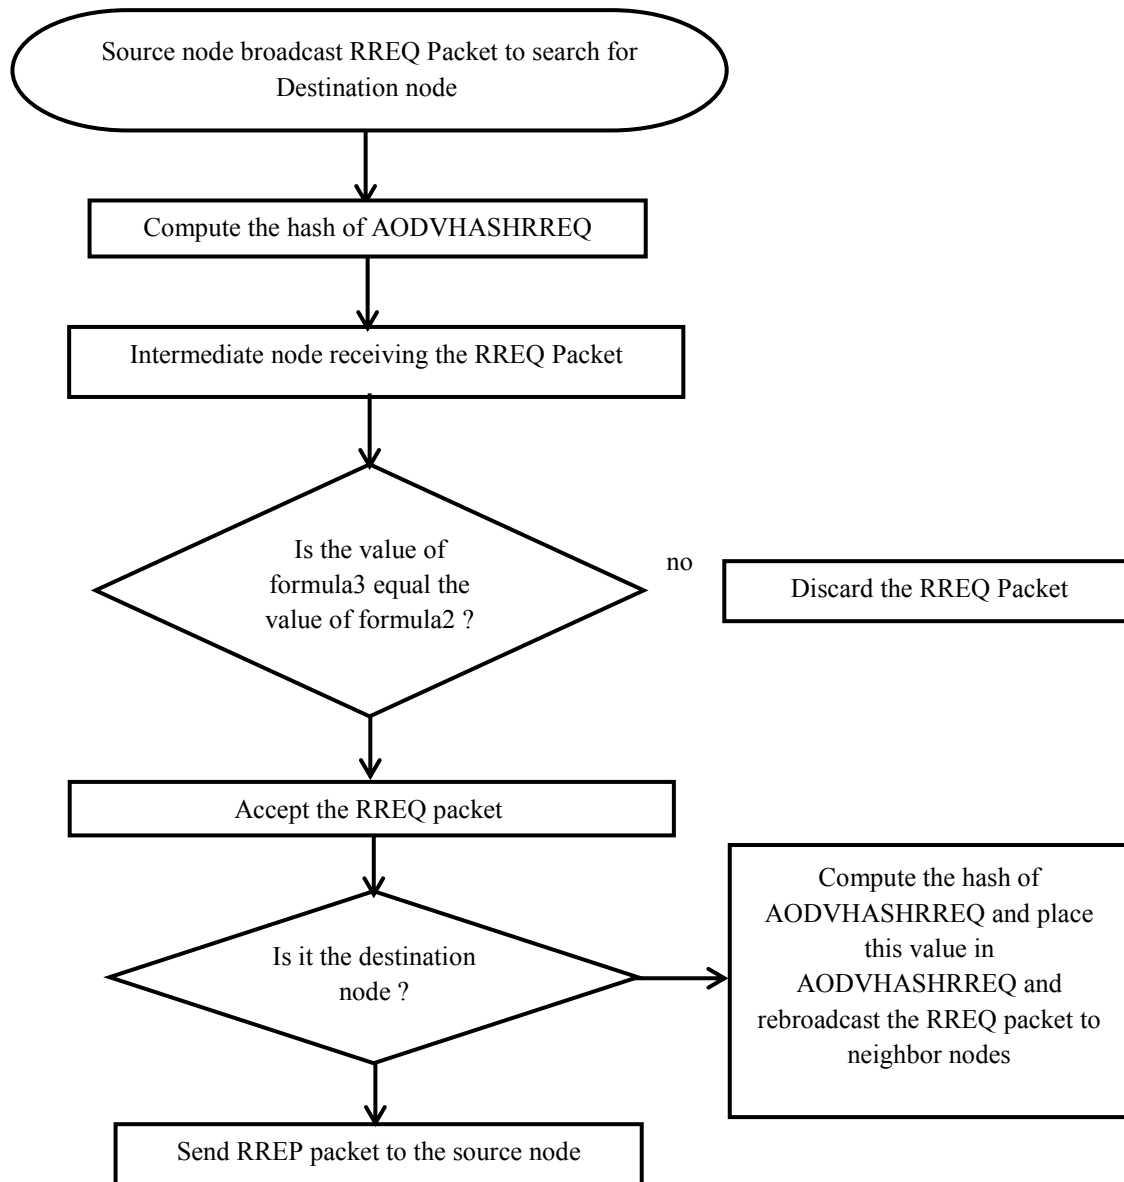 Source node broadcast RREQ Packet to search for
Destination node
Compute the hash of AODVHASHRREQ
Intermediate node receiving the RREQ Packet
Is the value of
formula3 equal the
value of formula2 ?
no
Discard the RREQ Packet
Accept the RREQ packet
Is it the destination
node ?
Compute the hash of
AODVHASHRREQ and place
this value in
AODVHASHRREQ and
rebroadcast the RREQ packet to
neighbor nodes
Send RREP packet to the source node